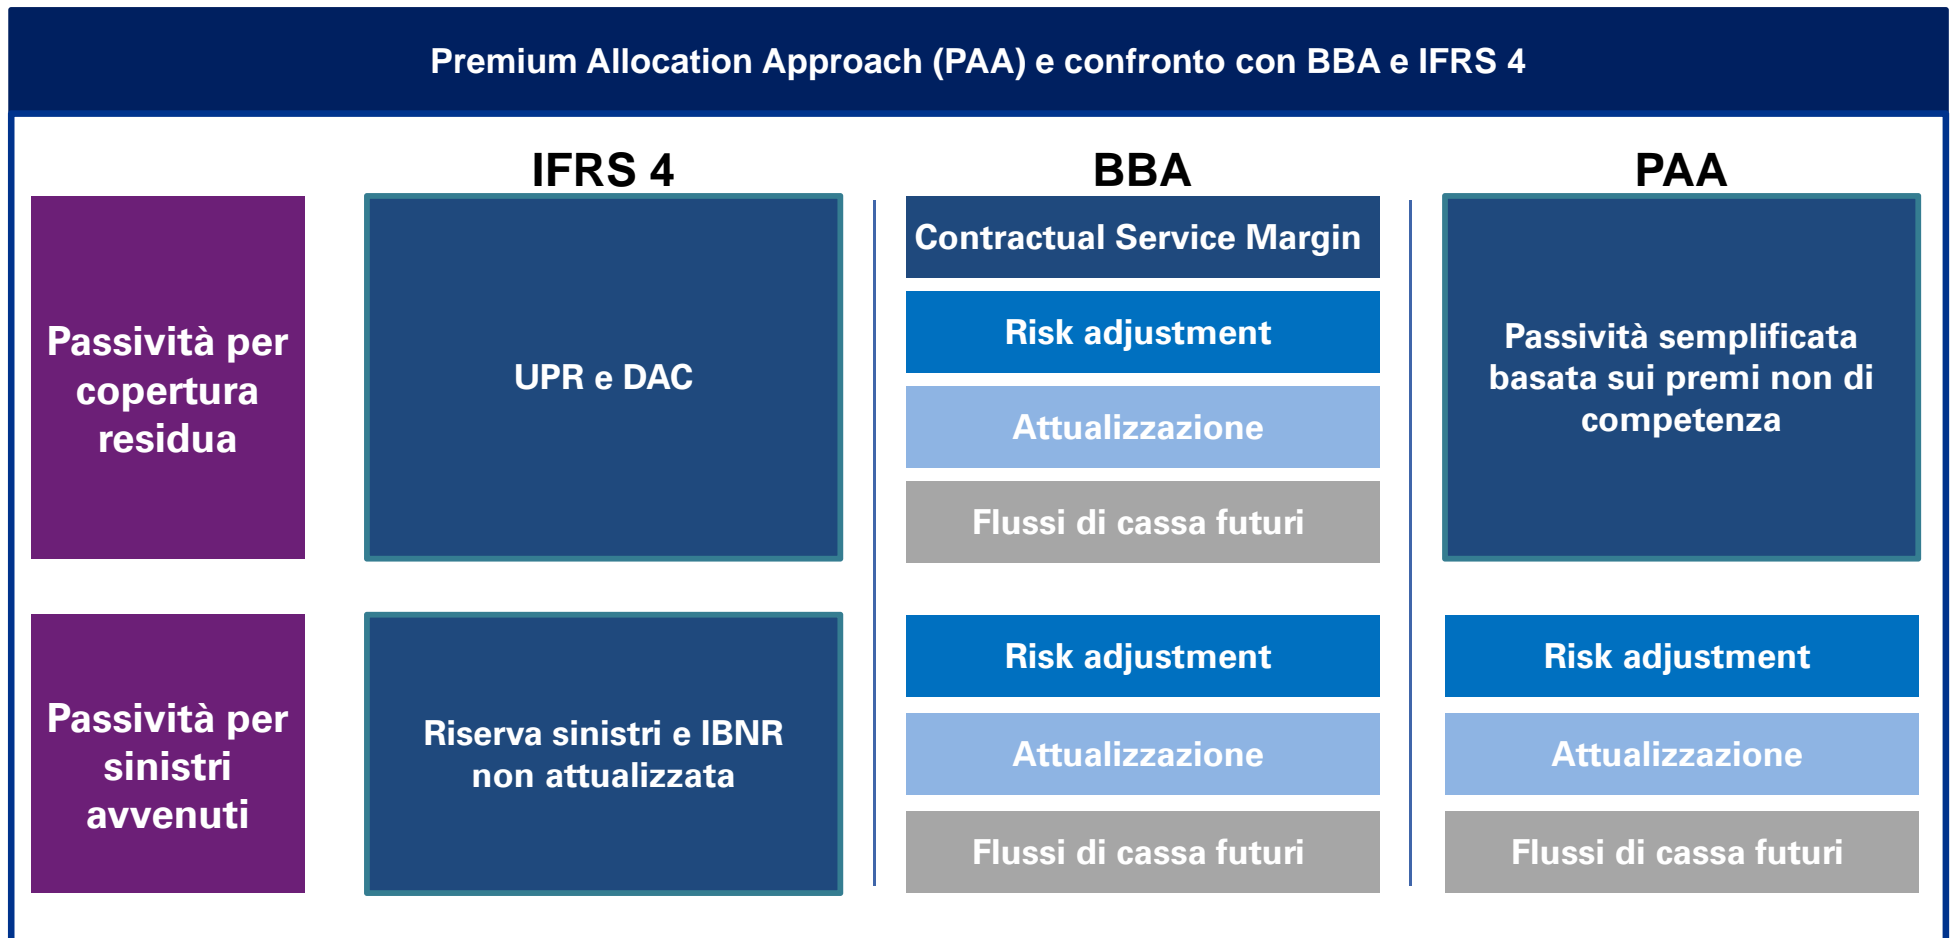 Premium Allocation Approach (PAA) e confronto con BBA e IFRS 4
IFRS 4
BBA
PAA
Passività per
copertura
residua
UPR e DAC
Contractual Service Margin
Risk adjustment
Attualizzazione
Flussi di cassa futuri
Passività semplificata
basata sui premi non di
competenza
Passività per
sinistri
avvenuti
Riserva sinistri e IBNR
non attualizzata
Risk adjustment
Attualizzazione
Flussi di cassa futuri
Risk adjustment
Attualizzazione
Flussi di cassa futuri